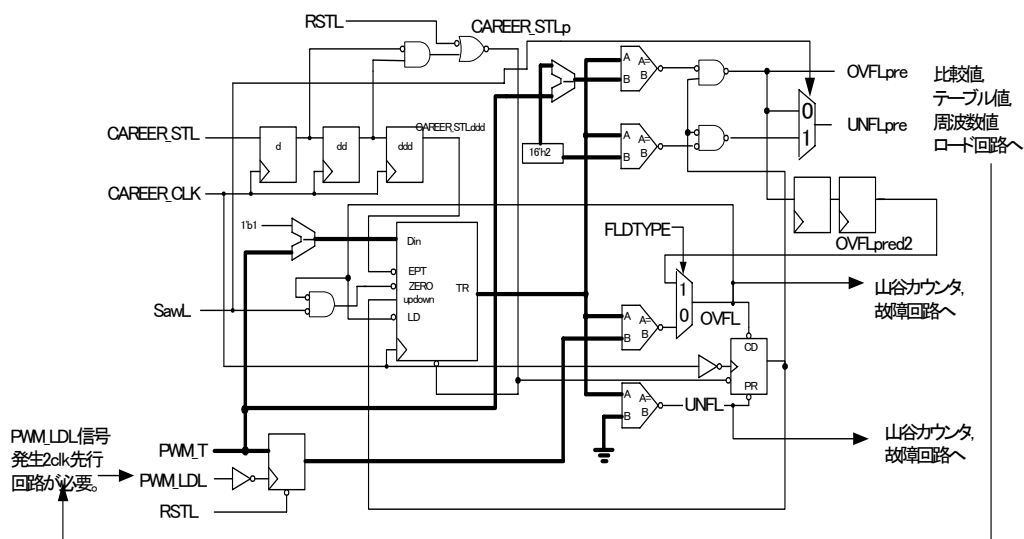 RSTL
CAREER_STLp
A
A=
B
B
OVFLpre
比較値,
テーブル値,
周波数値
ロード回路へ
0
1
UNFLpre
CAREER_STL
d
dd
ddd
CAREER_STLddd
A
A=
B
B
16'h2
CAREER_CLK
1'b1
Din
EPT
ZERO
updown
LD
TR
FLDTYPE
OVFLpred2
1
0
OVFL
山谷カウンタ,
故障回路へ
SawL
A
A=
B
B
CD
PR
A
A=
B
B
UNFL
山谷カウンタ,
故障回路へ
PWM_LDL信号
発生2clk先行
回路が必要。
PWM_T
PWM_LDL
RSTL